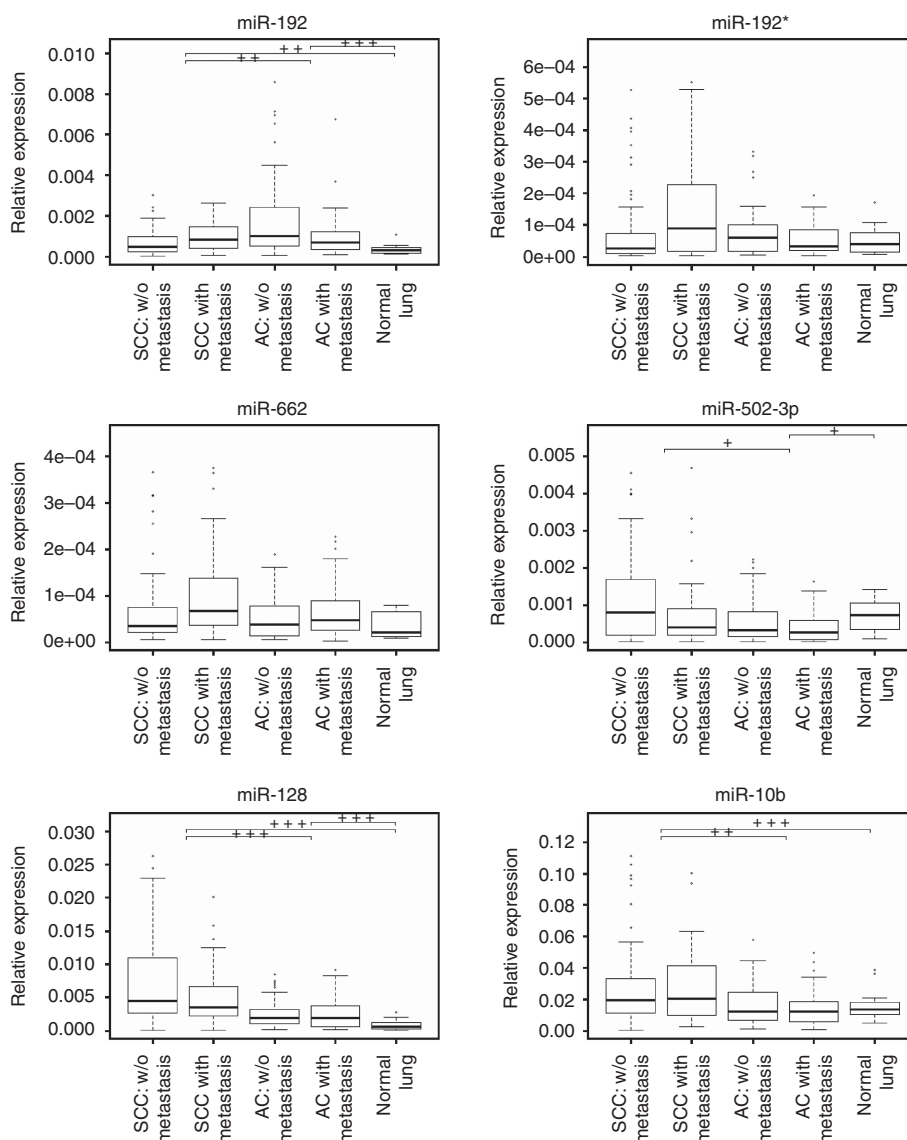 miR-192
0.010
0.008
0.006
0.004
0.002
0.000
Relative expression
+ +
+ +
+ + +
SCC: w/o
metastasis
SCC with
metastasis
AC: w/o
metastasis
AC with
metastasis
Normal
lung
miR-192*
6e–04
5e–04
4e–04
3e–04
2e–04
1e–04
0e+00
Relative expression
SCC: w/o
metastasis
SCC with
metastasis
AC: w/o
metastasis
AC with
metastasis
Normal
lung
miR-662
4e–04
3e–04
2e–04
1e–04
0e+00
Relative expression
SCC: w/o
metastasis
SCC with
metastasis
AC: w/o
metastasis
AC with
metastasis
Normal
lung
miR-502-3p
0.005
0.004
0.003
0.002
0.001
0.000
Relative expression
+
+
SCC: w/o
metastasis
SCC with
metastasis
AC: w/o
metastasis
AC with
metastasis
Normal
lung
miR-128
0.030
0.025
0.020
0.015
0.010
0.005
0.000
Relative expression
+ + +
+ + +
+ + +
SCC: w/o
metastasis
SCC with
metastasis
AC: w/o
metastasis
AC with
metastasis
Normal
lung
miR-10b
0.12
0.10
0.08
0.06
0.04
0.02
0.00
Relative expression
+ + +
+ +
SCC: w/o
metastasis
SCC with
metastasis
AC: w/o
metastasis
AC with
metastasis
Normal
lung